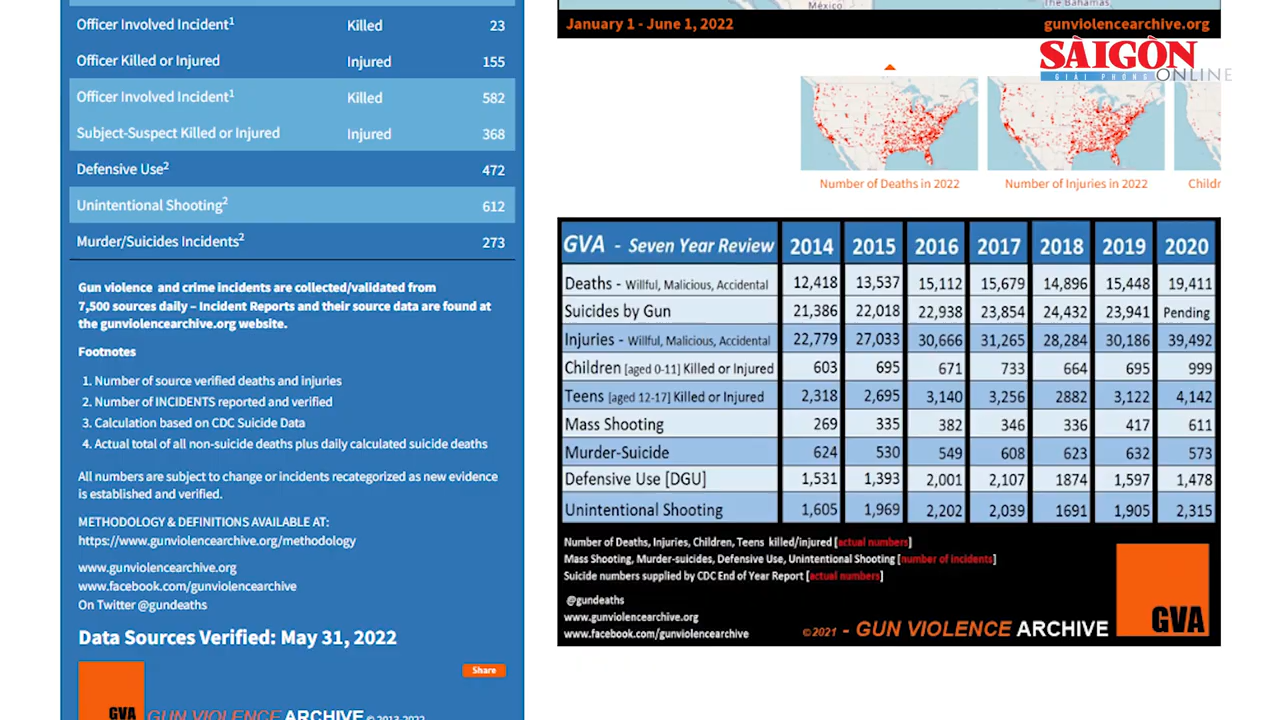 Officer Involved Incident1 Killed 23
Officer Killed or Injured Injured 155
Officer Involved Incident1 Killed 582
Subject-Suspect Killed or Injured Injured 368
Defensive Use2 472
Unintentional Shooting2 612
Murder/Suicides Incidents2 273
Gun violence and crime incidents are collected/validated from
7,500 sources daily – Incident Reports and their source data are found at
the gunviolencearchive.org website.
Footnotes
1. Number of source verified deaths and injuries
2. Number of INCIDENTS reported and verified
3. Calculation based on CDC Suicide Data
4. Actual total of all non-suicide deaths plus daily calculated suicide deaths
All numbers are subject to change or incidents recategorized as new evidence
is established and verified.
METHODOLOGY & DEFINITIONS AVAILABLE AT:
https://www.gunviolencearchive.org/methodology
www.gunviolencearchive.org
www.facebook.com/gunviolencearchive
On Twitter @gundeaths
Data Sources Verified: May 31, 2022
Share
GVA
GUN VIOLENCE ARCHIVE © 2013-2022
México
The Bahamas
January 1 - June 1, 2022 gunviolencearchive.org
SÀIGÒN
GIẢI PHÓNG ONLINE
Number of Deaths in 2022 Number of Injuries in 2022 Childr
GVA - Seven Year Review 2014 2015 2016 2017 2018 2019 2020
Deaths - Willful, Malicious, Accidental 12,418 13,537 15,112 15,679 14,896 15,448 19,411
Suicides by Gun 21,386 22,018 22,938 23,854 24,432 23,941 Pending
Injuries - Willful, Malicious, Accidental 22,779 27,033 30,666 31,265 28,284 30,186 39,492
Children [aged 0-11] Killed or Injured 603 695 671 733 664 695 999
Teens [aged 12-17] Killed or Injured 2,318 2,695 3,140 3,256 2882 3,122 4,142
Mass Shooting 269 335 382 346 336 417 611
Murder-Suicide 624 530 549 608 623 632 573
Defensive Use [DGU] 1,531 1,393 2,001 2,107 1874 1,597 1,478
Unintentional Shooting 1,605 1,969 2,202 2,039 1691 1,905 2,315
Number of Deaths, Injuries, Children, Teens killed/injured [actual numbers]
Mass Shooting, Murder-suicides, Defensive Use, Unintentional Shooting [number of incidents]
Suicide numbers supplied by CDC End of Year Report [actual numbers]
@gundeaths
www.gunviolencearchive.org
www.facebook.com/gunviolencearchive
©2021 - GUN VIOLENCE ARCHIVE
GVA